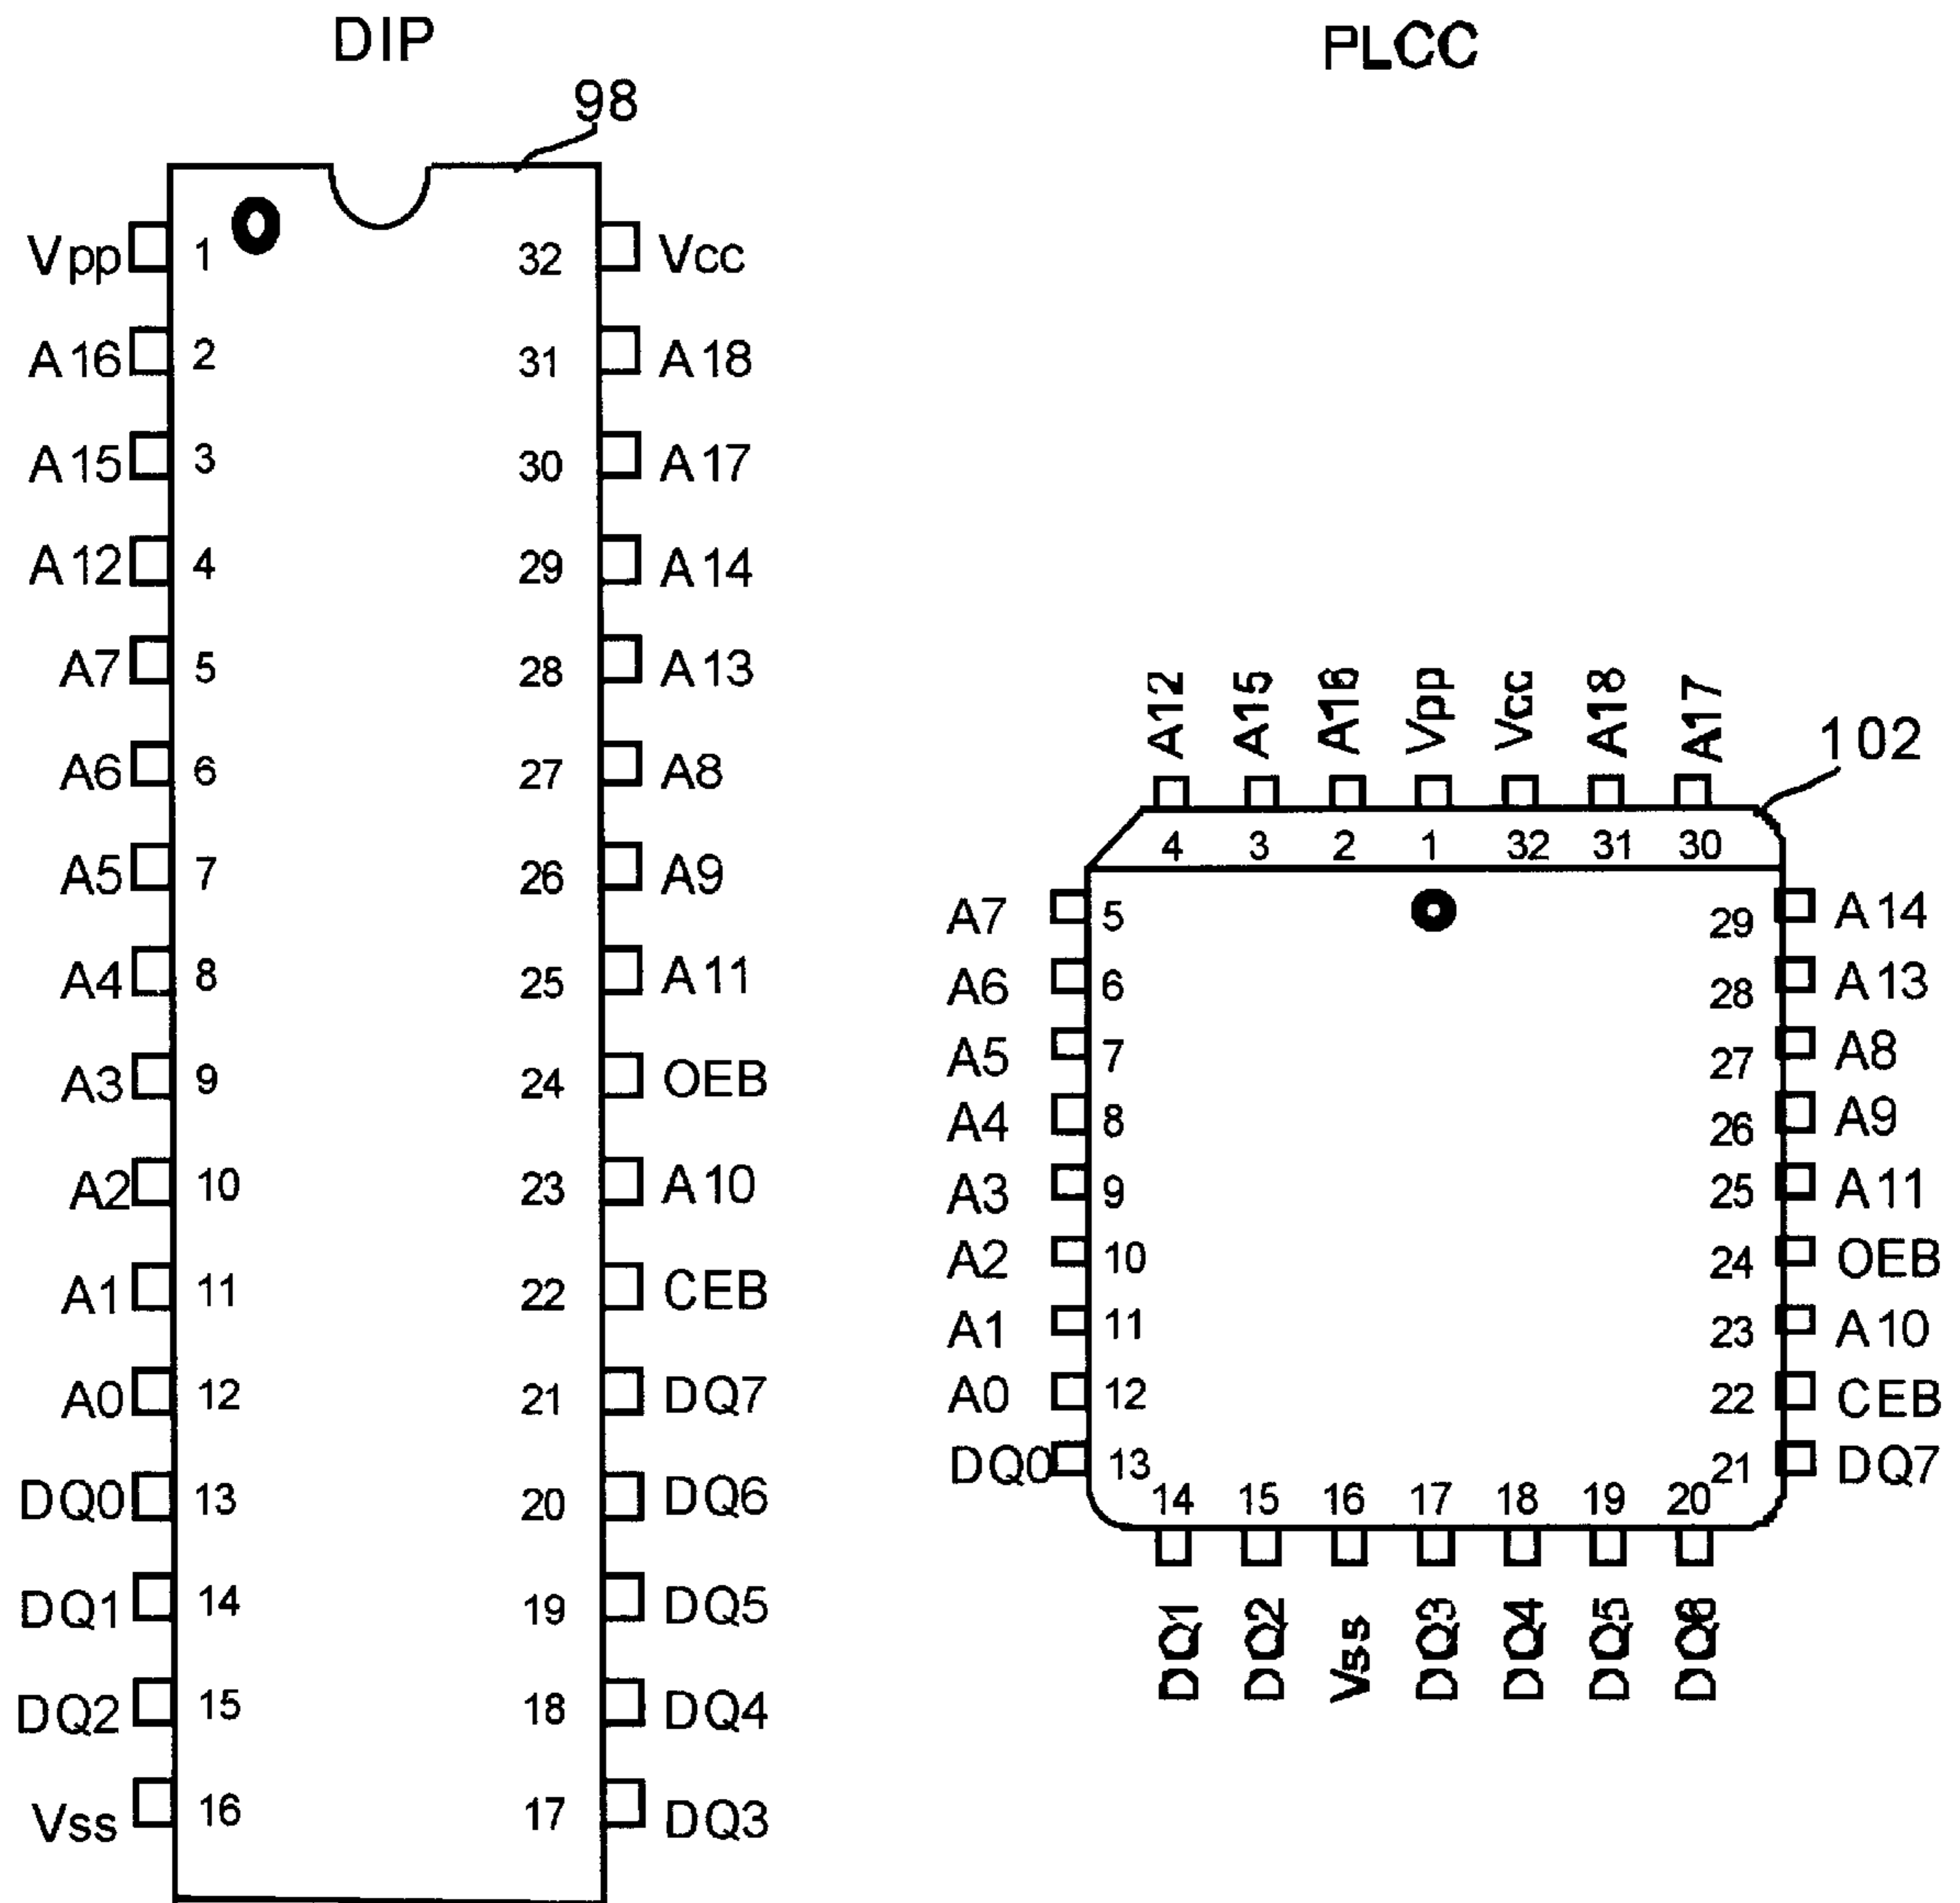 DIP
98
Vpp 1 32 Vcc
A16 2 31 A18
A15 3 30 A17
A12 4 29 A14
A7 5 28 A13
A6 6 27 A8
A5 7 26 A9
A4 8 25 A11
A3 9 24 OEB
A2 10 23 A10
A1 11 22 CEB
A0 12 21 DQ7
DQ0 13 20 DQ6
DQ1 14 19 DQ5
DQ2 15 18 DQ4
Vss 16 17 DQ3
PLCC
102
A12 A15 A16 Vpp Vcc A18 A17
4 3 2 1 32 31 30
A7 5 29 A14
A6 6 28 A13
A5 7 27 A8
A4 8 26 A9
A3 9 25 A11
A2 10 24 OEB
A1 11 23 A10
A0 12 22 CEB
DQ0 13 21 DQ7
14 15 16 17 18 19 20
DQ1 DQ2 Vss DQ3 DQ4 DQ5 DQ6